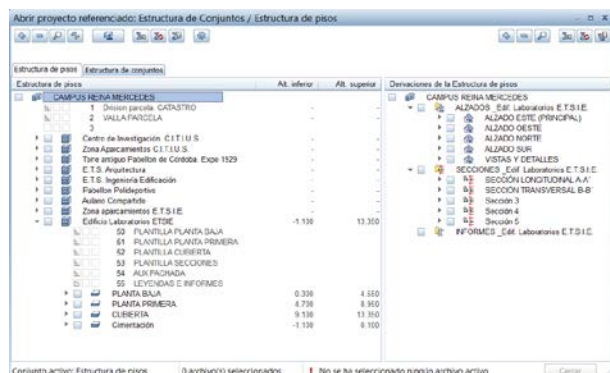 Abrir proyecto referenciado: Estructura de Conjuntos / Estructura de pisos
Estructura de pisos Estructura de conjuntos
Estructura de pisos Alt. inferior Alt. superior
CAMPUS REINA MERCEDES
1 Division parcela. CATASTRO - -
2 VALLA PARCELA - -
3 - -
Centro de Investigación C.I.T.I.U.S. - -
Zona Aparcamientos C.I.T.I.U.S. - -
Torre antiguo Pabellon de Córdoba. Expo 1929 - -
E.T.S. Arquitectura - -
E.T.S. Ingeniería Edificación - -
Pabellon Polideportivo - -
Aulario Compartido - -
Zona aparcamientos E.T.S.I.E. - -
Edificio Laboratorios ETSIE -1.130 13.350
50 PLANTILLA PLANTA BAJA
51 PLANTILLA PLANTA PRIMERA
52 PLANTILLA CUBIERTA
53 PLANTILLA SECCIONES
54 AUX FACHADA
55 LEYENDAS E INFORMES
PLANTA BAJA 0.330
PLANTA PRIMERA 4.700 8.960
CUBIERTA 9.130 13.350
Cimentación -1.130 0.100
Derivaciones de la Estructura de pisos
CAMPUS REINA MERCEDES
ALZADOS _Edif. Laboratorios E.T.S.I.E.
ALZADO ESTE (PRINCIPAL)
ALZADO OESTE
ALZADO NORTE
ALZADO SUR
VISTAS Y DETALLES
SECCIONES _Edif. Laboratorios E.T.S.I.E.
SECCIÓN LONGITUDINAL A-A'
SECCIÓN TRANSVERSAL B-B'
Sección 3
Sección 4
Sección 5
INFORMES _Edif. Laboratorios E.T.S.I.E.
Conjunto activo: Estructura de pisos 0 archivo(s) seleccionados ! No se ha seleccionado ningún archivo activo Cerrar